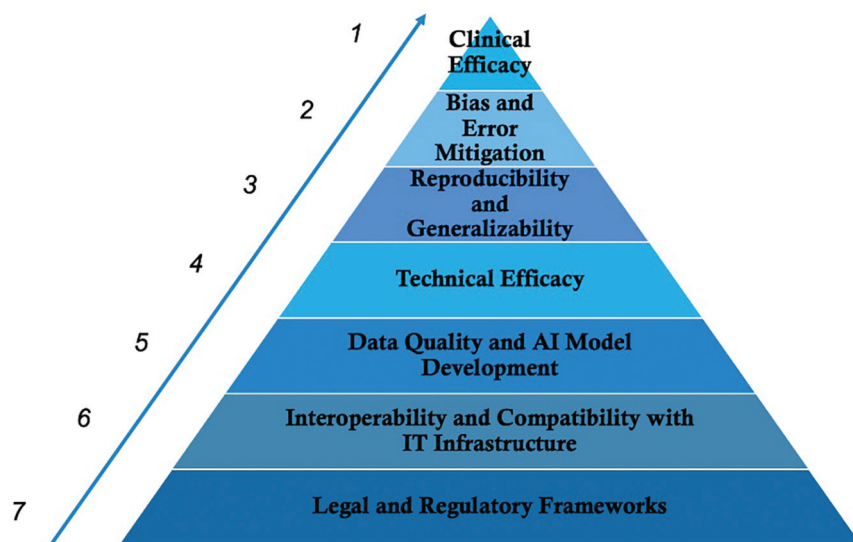 1
Clinical
Efficacy
2
Bias and
Error
Mitigation
3
Reproducibility
and
Generalizability
4
Technical Efficacy
5
Data Quality and AI Model
Development
6
Interoperability and Compatibility with
IT Infrastructure
7
Legal and Regulatory Frameworks